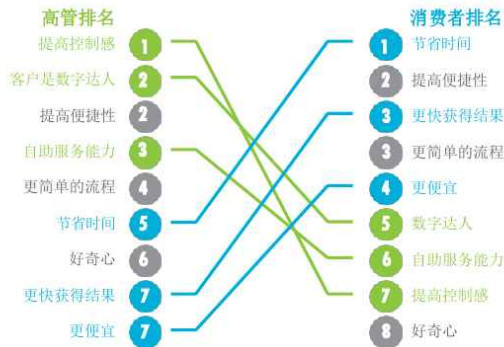 高管排名 消费者排名
提高控制感 1 1 节省时间
客户是数字达人 2 2 提高便捷性
提高便捷性 2 3 更快获得结果
自助服务能力 3 3 更简单的流程
更简单的流程 4 4 更便宜
节省时间 5 5 数字达人
好奇心 6 6 自助服务能力
更快获得结果 7 7 提高控制感
更便宜 7 8 好奇心